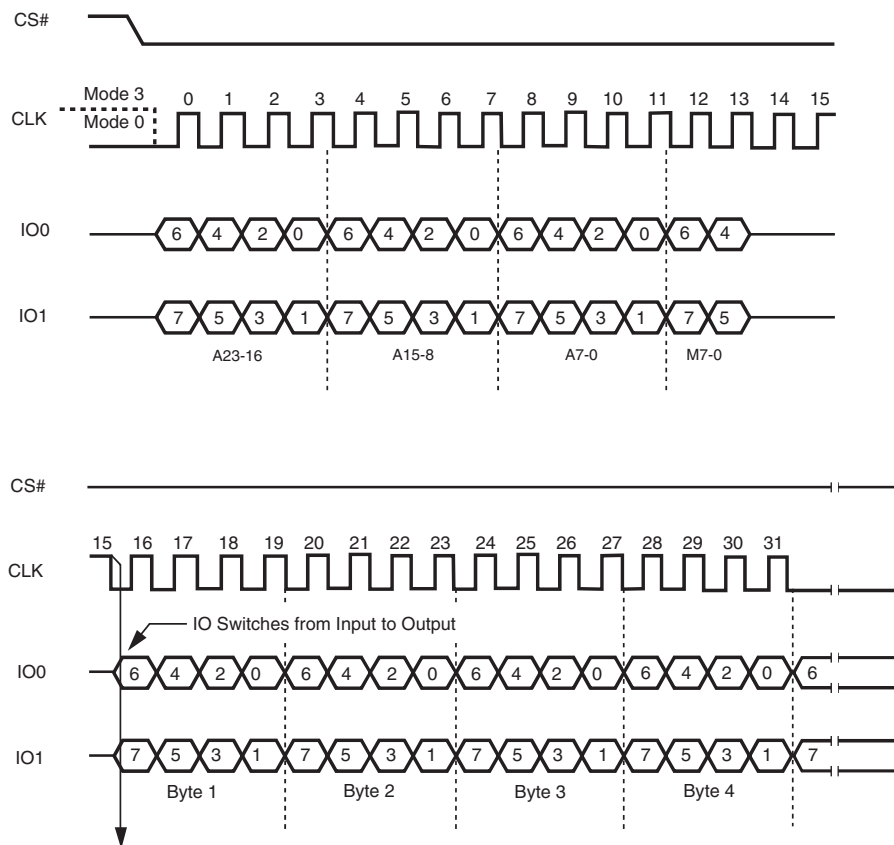 CS#
Mode 3
Mode 0
CLK
0 1 2 3 4 5 6 7 8 9 10 11 12 13 14 15
IO0
6 4 2 0 6 4 2 0 6 4 2 0 6 4
IO1
7 5 3 1 7 5 3 1 7 5 3 1 7 5
A23-16 A15-8 A7-0 M7-0
CS#
15 16 17 18 19 20 21 22 23 24 25 26 27 28 29 30 31
CLK
IO Switches from Input to Output
IO0
6 4 2 0 6 4 2 0 6 4 2 0 6 4 2 0 6
IO1
7 5 3 1 7 5 3 1 7 5 3 1 7 5 3 1 7
Byte 1 Byte 2 Byte 3 Byte 4